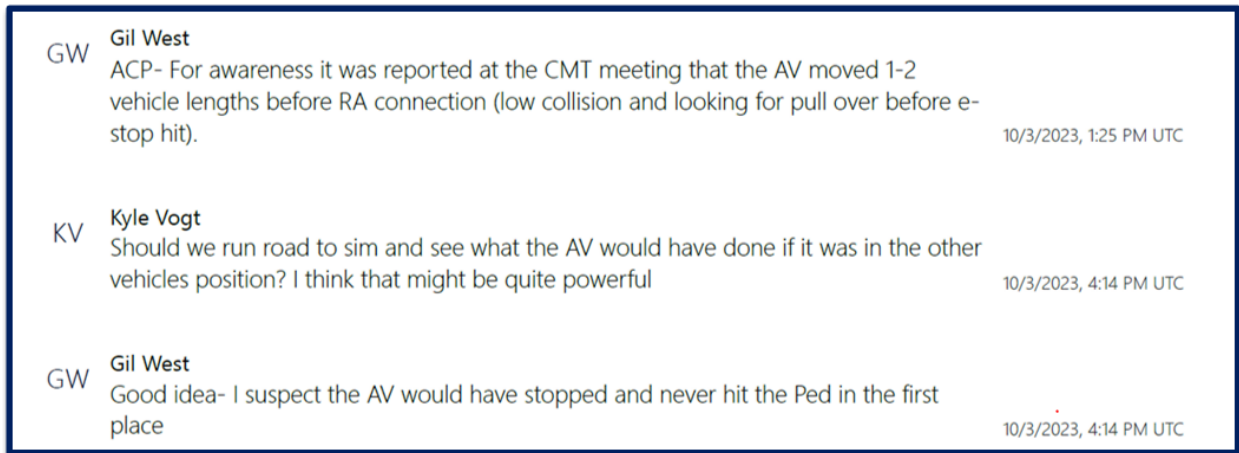 GW
Gil West
ACP- For awareness it was reported at the CMT meeting that the AV moved 1-2
vehicle lengths before RA connection (low collision and looking for pull over before e-
stop hit).
10/3/2023, 1:25 PM UTC
KV
Kyle Vogt
Should we run road to sim and see what the AV would have done if it was in the other
vehicles position? I think that might be quite powerful
10/3/2023, 4:14 PM UTC
GW
Gil West
Good idea- I suspect the AV would have stopped and never hit the Ped in the first
place
10/3/2023, 4:14 PM UTC